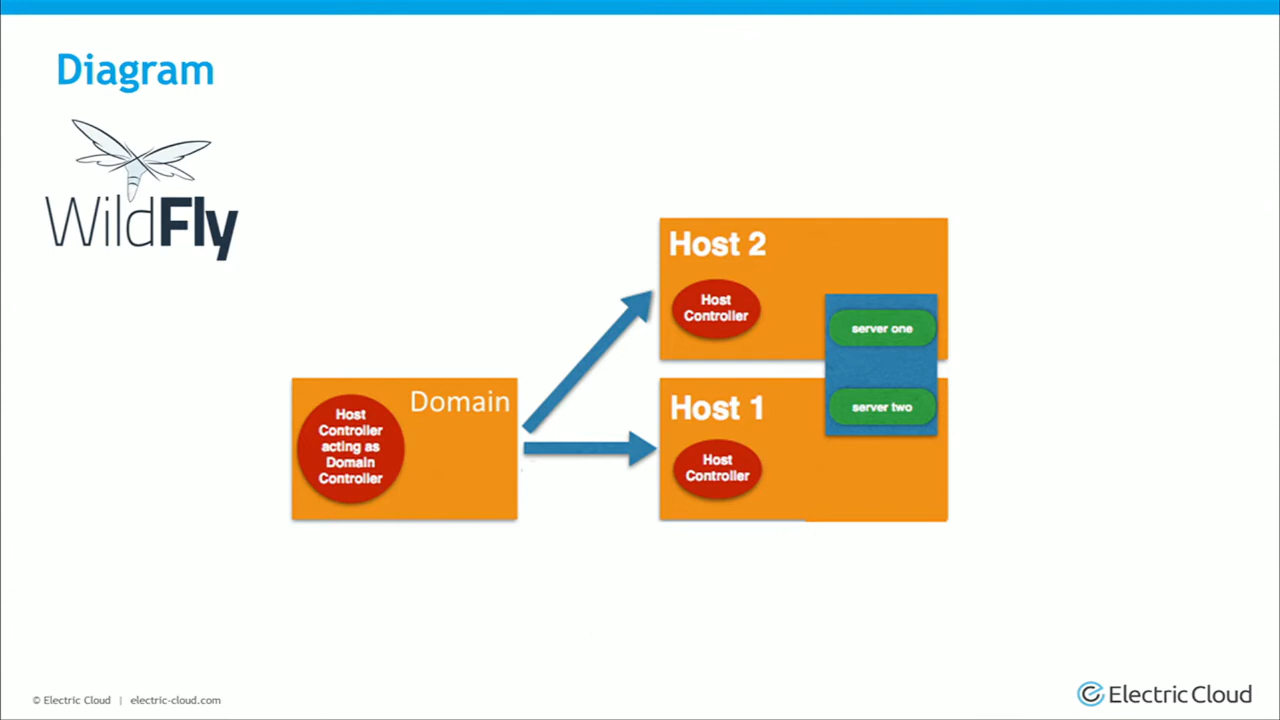 Diagram
WildFly
Host 2
Host
Controller
server one
Domain
Host
Controller
acting as
Domain
Controller
Host 1
Host
Controller
server two
© Electric Cloud | electric-cloud.com
Electric Cloud